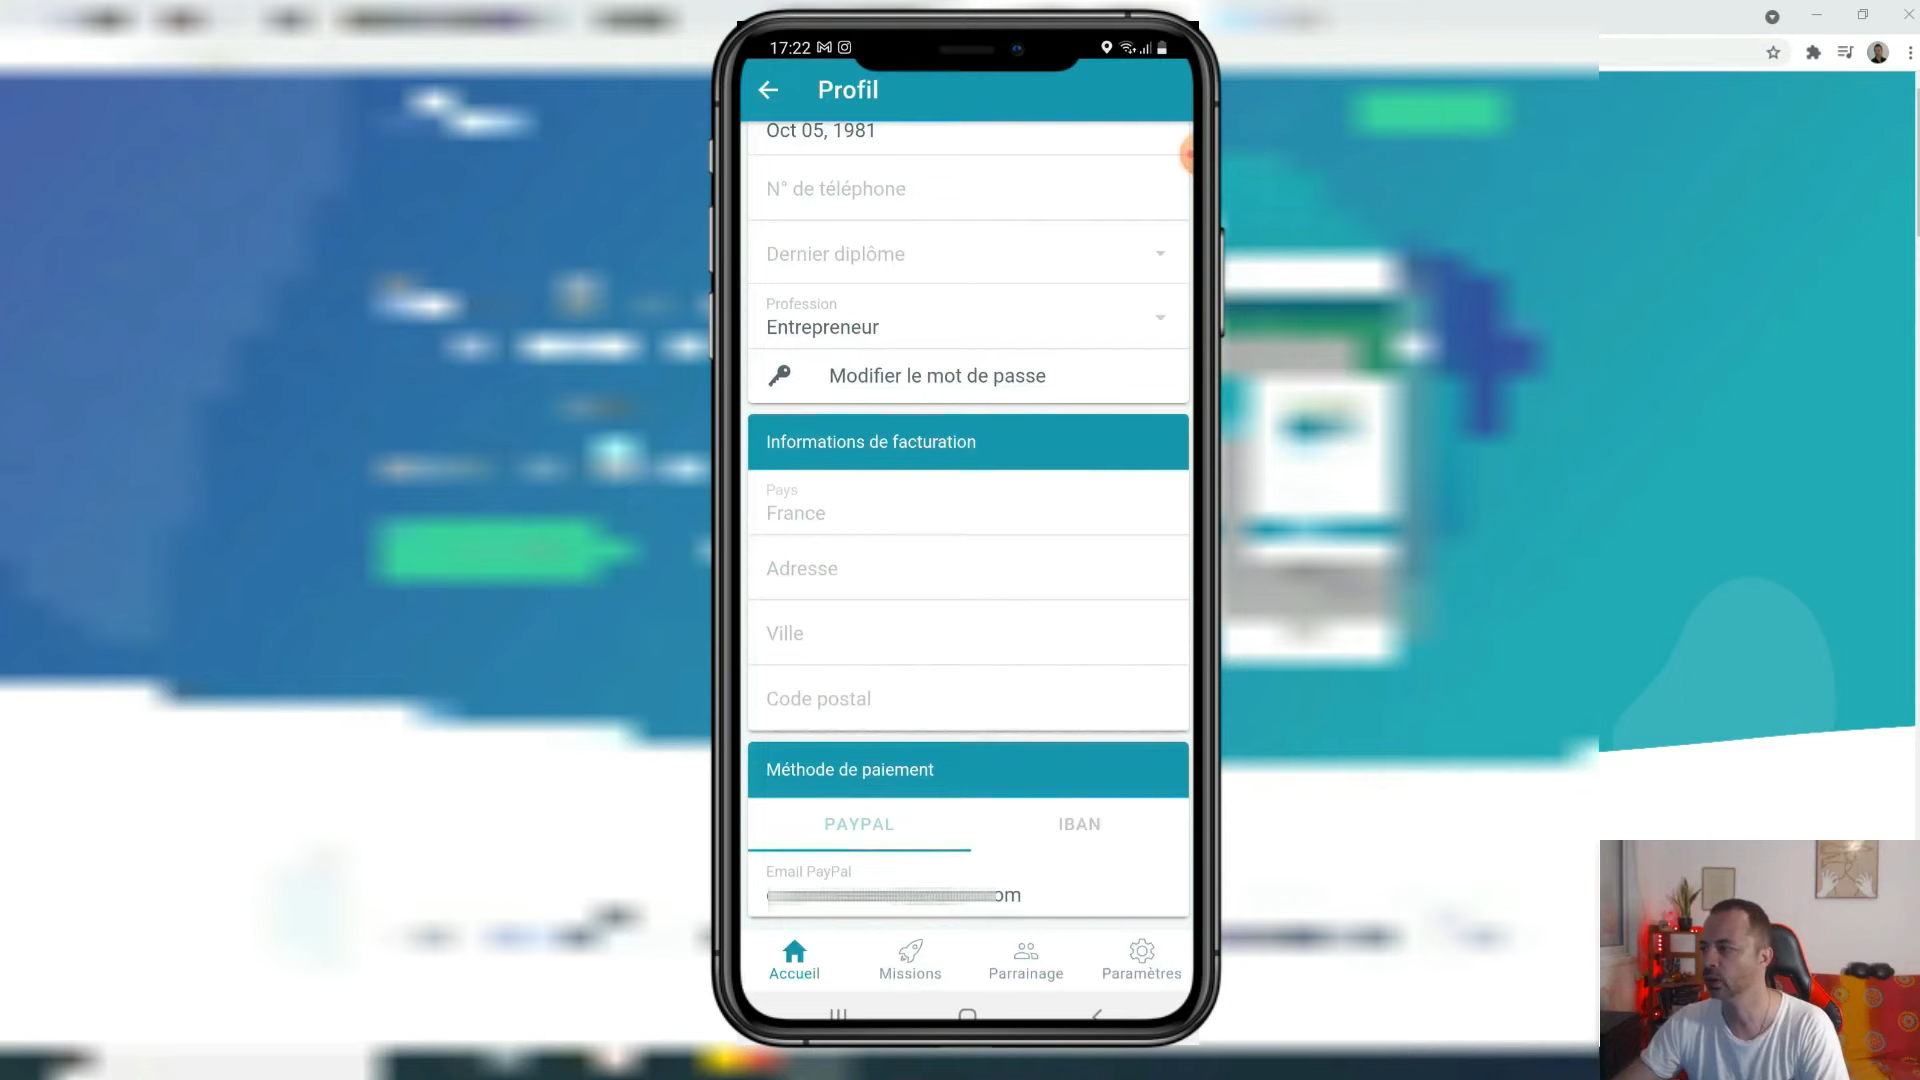 17:22
Profil
Oct 05, 1981
N° de téléphone
Dernier diplôme
Profession
Entrepreneur
Modifier le mot de passe
Informations de facturation
Pays
France
Adresse
Ville
Code postal
Méthode de paiement
PAYPAL
IBAN
Email PayPal
om
Accueil
Missions
Parrainage
Paramètres